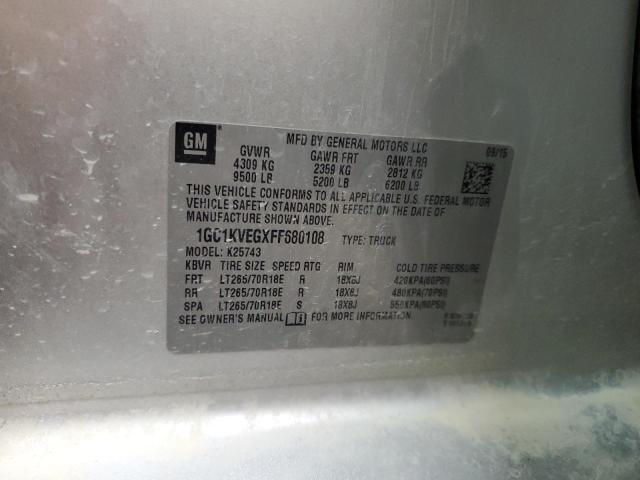 GM
MFD BY GENERAL MOTORS LLC
GVWR GAWR FRT GAWR RR
4309 KG 2359 KG 2812 KG
9500 LB 5200 LB 6200 LB
THIS VEHICLE CONFORMS TO ALL APPLICABLE U.S. FEDERAL MOTOR
VEHICLE SAFETY STANDARDS IN EFFECT ON THE DATE OF
MANUFACTURE SHOWN ABOVE.
1GC1KVEGXFF680108 TYPE: TRUCK
MODEL: K25743
KBVR TIRE SIZE SPEED RTG RIM COLD TIRE PRESSURE
FRT LT265/70R18E R 18X8J 420KPA(60PSI)
RR LT265/70R18E R 18X8J 480KPA(70PSI)
SPA LT265/70R18E S 18X8J 550KPA(80PSI)
SEE OWNER'S MANUAL FOR MORE INFORMATION.